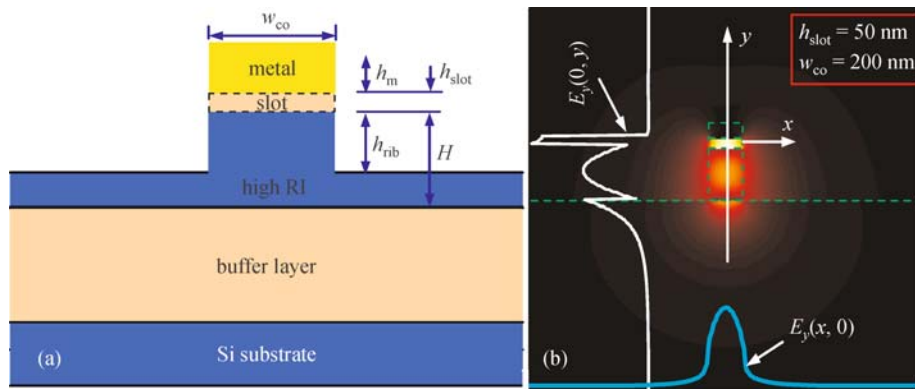 w_co
metal
h_m
h_slot
slot
h_rib
H
high RI
buffer layer
(a)
Si substrate
E_y(0, y)
y
h_slot = 50 nm
w_co = 200 nm
x
E_y(x, 0)
(b)